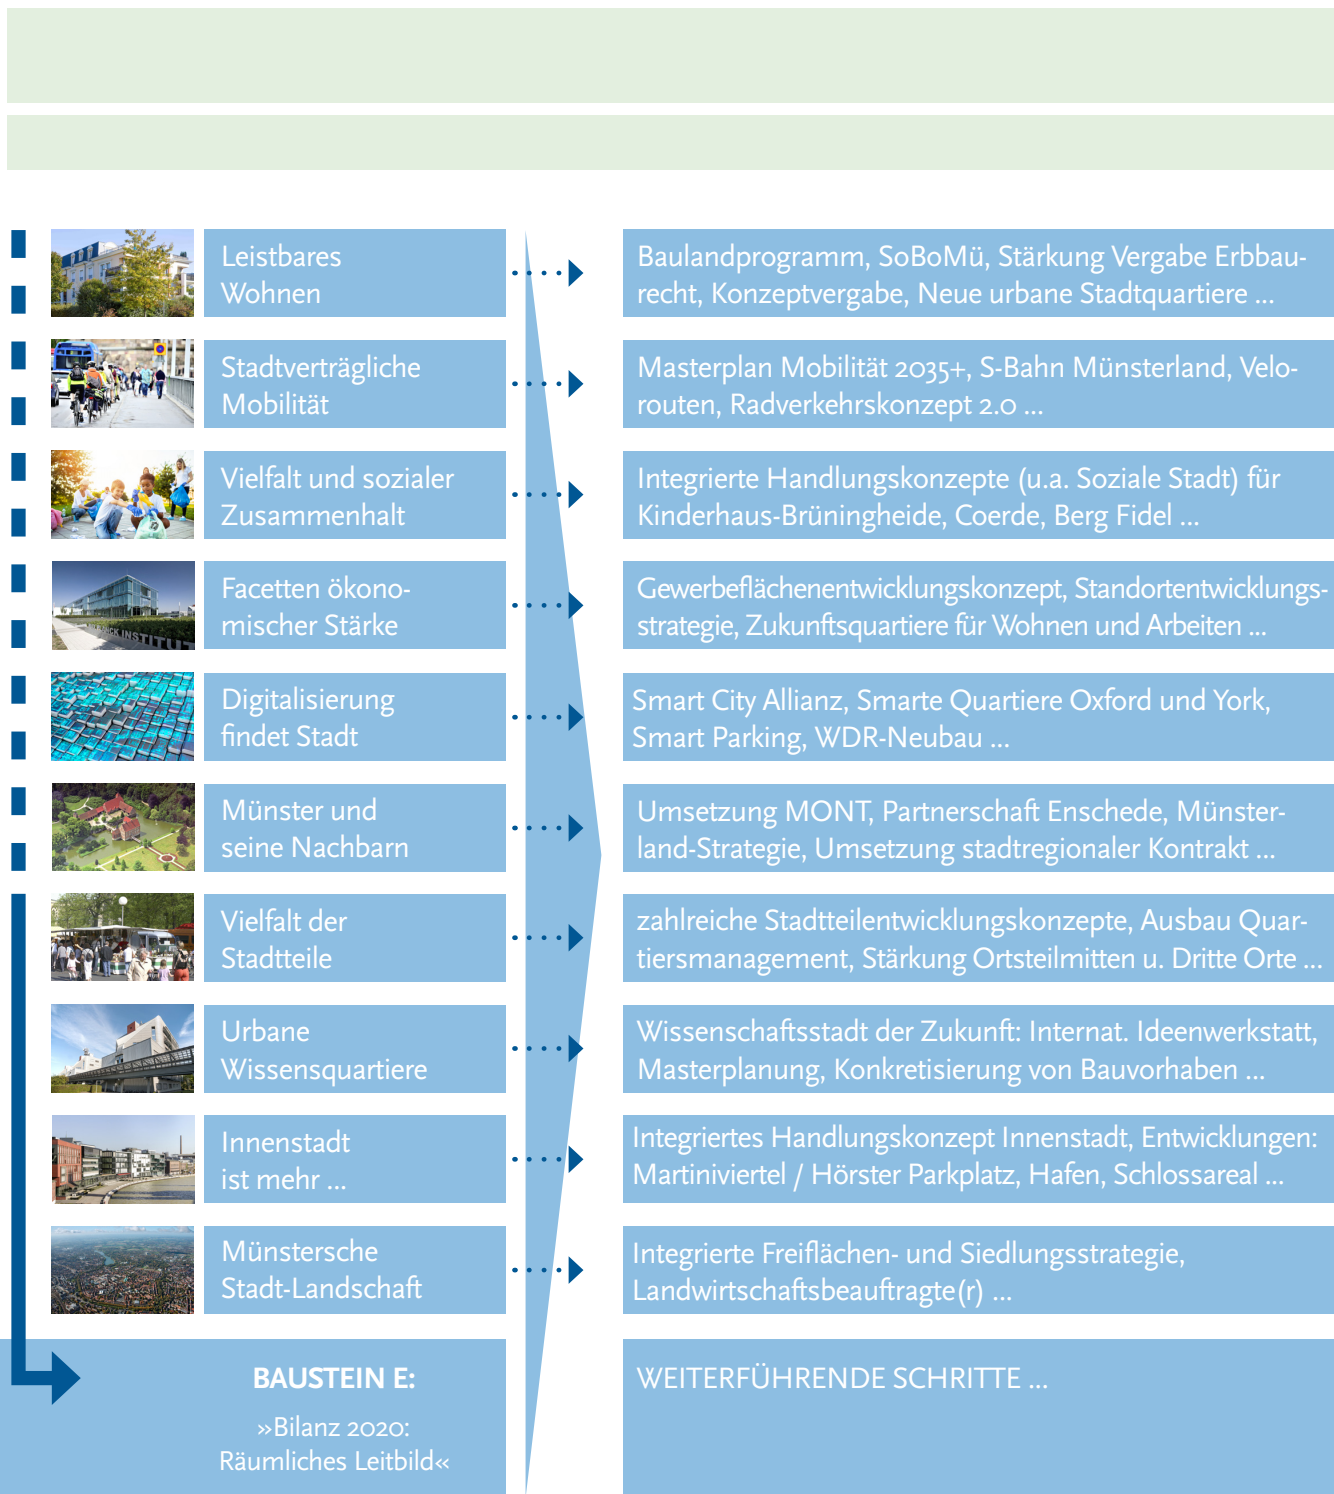 Leistbares
Wohnen
Baulandprogramm, SoBoMü, Stärkung Vergabe Erbbau-
recht, Konzeptvergabe, Neue urbane Stadtquartiere ...
Stadtverträgliche
Mobilität
Masterplan Mobilität 2035+, S-Bahn Münsterland, Velo-
routen, Radverkehrskonzept 2.0 ...
Vielfalt und sozialer
Zusammenhalt
Integrierte Handlungskonzepte (u.a. Soziale Stadt) für
Kinderhaus-Brüningheide, Coerde, Berg Fidel ...
Facetten ökono-
mischer Stärke
Gewerbeflächenentwicklungskonzept, Standortentwicklungs-
strategie, Zukunftsquartiere für Wohnen und Arbeiten ...
Digitalisierung
findet Stadt
Smart City Allianz, Smarte Quartiere Oxford und York,
Smart Parking, WDR-Neubau ...
Münster und
seine Nachbarn
Umsetzung MONT, Partnerschaft Enschede, Münster-
land-Strategie, Umsetzung stadtregionaler Kontrakt ...
Vielfalt der
Stadtteile
zahlreiche Stadtteilentwicklungskonzepte, Ausbau Quar-
tiersmanagement, Stärkung Ortsteilmitten u. Dritte Orte ...
Urbane
Wissensquartiere
Wissenschaftsstadt der Zukunft: Internat. Ideenwerkstatt,
Masterplanung, Konkretisierung von Bauvorhaben ...
Innenstadt
ist mehr ...
Integriertes Handlungskonzept Innenstadt, Entwicklungen:
Martiniviertel / Hörster Parkplatz, Hafen, Schlossareal ...
Münstersche
Stadt-Landschaft
Integrierte Freiflächen- und Siedlungsstrategie,
Landwirtschaftsbeauftragte(r) ...
BAUSTEIN E:
»Bilanz 2020:
Räumliches Leitbild«
WEITERFÜHRENDE SCHRITTE ...